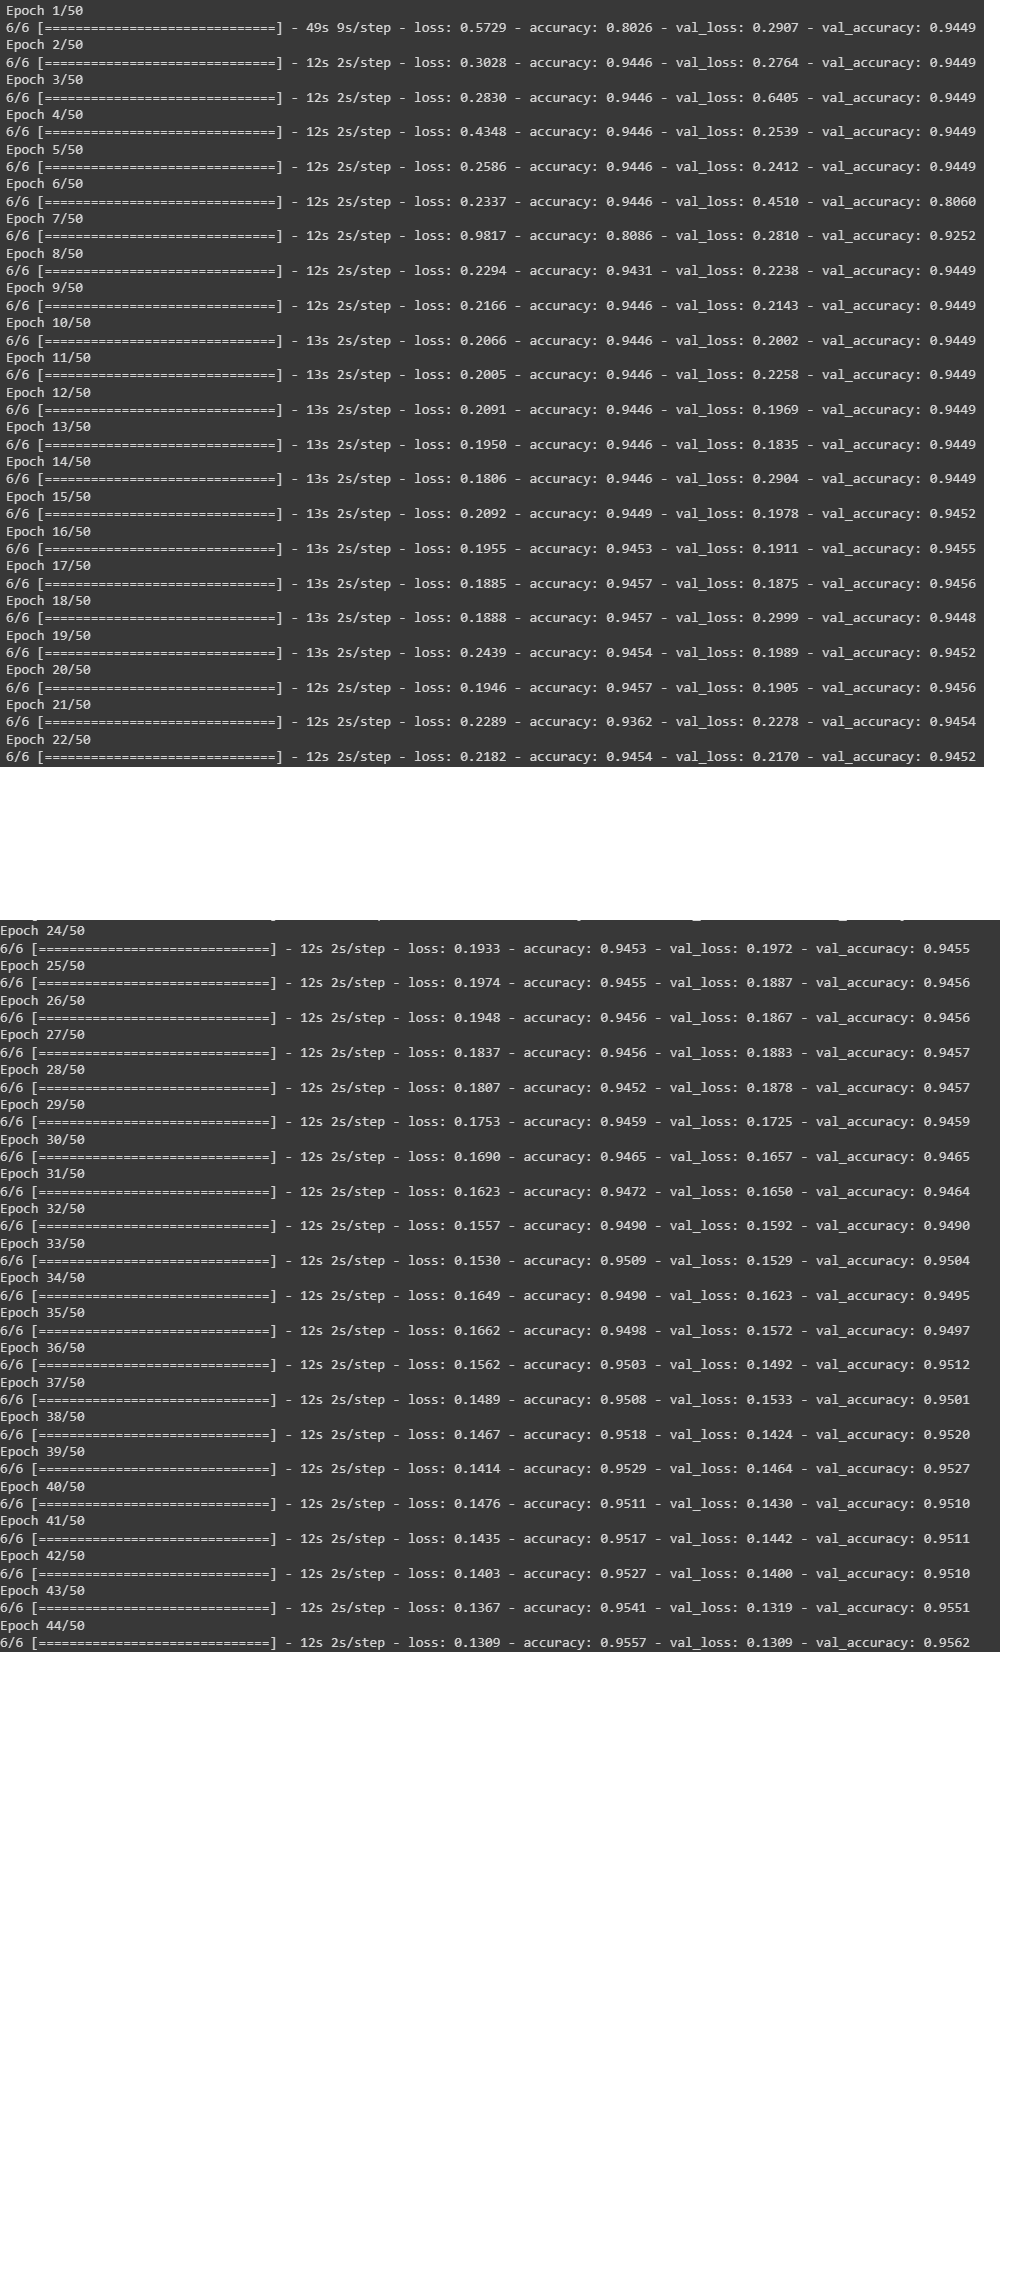 Epoch 1/50
6/6 [==============================] - 49s 9s/step - loss: 0.5729 - accuracy: 0.8026 - val_loss: 0.2907 - val_accuracy: 0.9449
Epoch 2/50
6/6 [==============================] - 12s 2s/step - loss: 0.3028 - accuracy: 0.9446 - val_loss: 0.2764 - val_accuracy: 0.9449
Epoch 3/50
6/6 [==============================] - 12s 2s/step - loss: 0.2830 - accuracy: 0.9446 - val_loss: 0.6405 - val_accuracy: 0.9449
Epoch 4/50
6/6 [==============================] - 12s 2s/step - loss: 0.4348 - accuracy: 0.9446 - val_loss: 0.2539 - val_accuracy: 0.9449
Epoch 5/50
6/6 [==============================] - 12s 2s/step - loss: 0.2586 - accuracy: 0.9446 - val_loss: 0.2412 - val_accuracy: 0.9449
Epoch 6/50
6/6 [==============================] - 12s 2s/step - loss: 0.2337 - accuracy: 0.9446 - val_loss: 0.4510 - val_accuracy: 0.8060
Epoch 7/50
6/6 [==============================] - 12s 2s/step - loss: 0.9817 - accuracy: 0.8086 - val_loss: 0.2810 - val_accuracy: 0.9252
Epoch 8/50
6/6 [==============================] - 12s 2s/step - loss: 0.2294 - accuracy: 0.9431 - val_loss: 0.2238 - val_accuracy: 0.9449
Epoch 9/50
6/6 [==============================] - 12s 2s/step - loss: 0.2166 - accuracy: 0.9446 - val_loss: 0.2143 - val_accuracy: 0.9449
Epoch 10/50
6/6 [==============================] - 13s 2s/step - loss: 0.2066 - accuracy: 0.9446 - val_loss: 0.2002 - val_accuracy: 0.9449
Epoch 11/50
6/6 [==============================] - 13s 2s/step - loss: 0.2005 - accuracy: 0.9446 - val_loss: 0.2258 - val_accuracy: 0.9449
Epoch 12/50
6/6 [==============================] - 13s 2s/step - loss: 0.2091 - accuracy: 0.9446 - val_loss: 0.1969 - val_accuracy: 0.9449
Epoch 13/50
6/6 [==============================] - 13s 2s/step - loss: 0.1950 - accuracy: 0.9446 - val_loss: 0.1835 - val_accuracy: 0.9449
Epoch 14/50
6/6 [==============================] - 13s 2s/step - loss: 0.1806 - accuracy: 0.9446 - val_loss: 0.2904 - val_accuracy: 0.9449
Epoch 15/50
6/6 [==============================] - 13s 2s/step - loss: 0.2092 - accuracy: 0.9449 - val_loss: 0.1978 - val_accuracy: 0.9452
Epoch 16/50
6/6 [==============================] - 13s 2s/step - loss: 0.1955 - accuracy: 0.9453 - val_loss: 0.1911 - val_accuracy: 0.9455
Epoch 17/50
6/6 [==============================] - 13s 2s/step - loss: 0.1885 - accuracy: 0.9457 - val_loss: 0.1875 - val_accuracy: 0.9456
Epoch 18/50
6/6 [==============================] - 13s 2s/step - loss: 0.1888 - accuracy: 0.9457 - val_loss: 0.2999 - val_accuracy: 0.9448
Epoch 19/50
6/6 [==============================] - 13s 2s/step - loss: 0.2439 - accuracy: 0.9454 - val_loss: 0.1989 - val_accuracy: 0.9452
Epoch 20/50
6/6 [==============================] - 12s 2s/step - loss: 0.1946 - accuracy: 0.9457 - val_loss: 0.1905 - val_accuracy: 0.9456
Epoch 21/50
6/6 [==============================] - 12s 2s/step - loss: 0.2289 - accuracy: 0.9362 - val_loss: 0.2278 - val_accuracy: 0.9454
Epoch 22/50
6/6 [==============================] - 12s 2s/step - loss: 0.2182 - accuracy: 0.9454 - val_loss: 0.2170 - val_accuracy: 0.9452
Epoch 24/50
6/6 [==============================] - 12s 2s/step - loss: 0.1933 - accuracy: 0.9453 - val_loss: 0.1972 - val_accuracy: 0.9455
Epoch 25/50
6/6 [==============================] - 12s 2s/step - loss: 0.1974 - accuracy: 0.9455 - val_loss: 0.1887 - val_accuracy: 0.9456
Epoch 26/50
6/6 [==============================] - 12s 2s/step - loss: 0.1948 - accuracy: 0.9456 - val_loss: 0.1867 - val_accuracy: 0.9456
Epoch 27/50
6/6 [==============================] - 12s 2s/step - loss: 0.1837 - accuracy: 0.9456 - val_loss: 0.1883 - val_accuracy: 0.9457
Epoch 28/50
6/6 [==============================] - 12s 2s/step - loss: 0.1807 - accuracy: 0.9452 - val_loss: 0.1878 - val_accuracy: 0.9457
Epoch 29/50
6/6 [==============================] - 12s 2s/step - loss: 0.1753 - accuracy: 0.9459 - val_loss: 0.1725 - val_accuracy: 0.9459
Epoch 30/50
6/6 [==============================] - 12s 2s/step - loss: 0.1690 - accuracy: 0.9465 - val_loss: 0.1657 - val_accuracy: 0.9465
Epoch 31/50
6/6 [==============================] - 12s 2s/step - loss: 0.1623 - accuracy: 0.9472 - val_loss: 0.1650 - val_accuracy: 0.9464
Epoch 32/50
6/6 [==============================] - 12s 2s/step - loss: 0.1557 - accuracy: 0.9490 - val_loss: 0.1592 - val_accuracy: 0.9490
Epoch 33/50
6/6 [==============================] - 12s 2s/step - loss: 0.1530 - accuracy: 0.9509 - val_loss: 0.1529 - val_accuracy: 0.9504
Epoch 34/50
6/6 [==============================] - 12s 2s/step - loss: 0.1649 - accuracy: 0.9490 - val_loss: 0.1623 - val_accuracy: 0.9495
Epoch 35/50
6/6 [==============================] - 12s 2s/step - loss: 0.1662 - accuracy: 0.9498 - val_loss: 0.1572 - val_accuracy: 0.9497
Epoch 36/50
6/6 [==============================] - 12s 2s/step - loss: 0.1562 - accuracy: 0.9503 - val_loss: 0.1492 - val_accuracy: 0.9512
Epoch 37/50
6/6 [==============================] - 12s 2s/step - loss: 0.1489 - accuracy: 0.9508 - val_loss: 0.1533 - val_accuracy: 0.9501
Epoch 38/50
6/6 [==============================] - 12s 2s/step - loss: 0.1467 - accuracy: 0.9518 - val_loss: 0.1424 - val_accuracy: 0.9520
Epoch 39/50
6/6 [==============================] - 12s 2s/step - loss: 0.1414 - accuracy: 0.9529 - val_loss: 0.1464 - val_accuracy: 0.9527
Epoch 40/50
6/6 [==============================] - 12s 2s/step - loss: 0.1476 - accuracy: 0.9511 - val_loss: 0.1430 - val_accuracy: 0.9510
Epoch 41/50
6/6 [==============================] - 12s 2s/step - loss: 0.1435 - accuracy: 0.9517 - val_loss: 0.1442 - val_accuracy: 0.9511
Epoch 42/50
6/6 [==============================] - 12s 2s/step - loss: 0.1403 - accuracy: 0.9527 - val_loss: 0.1400 - val_accuracy: 0.9510
Epoch 43/50
6/6 [==============================] - 12s 2s/step - loss: 0.1367 - accuracy: 0.9541 - val_loss: 0.1319 - val_accuracy: 0.9551
Epoch 44/50
6/6 [==============================] - 12s 2s/step - loss: 0.1309 - accuracy: 0.9557 - val_loss: 0.1309 - val_accuracy: 0.9562